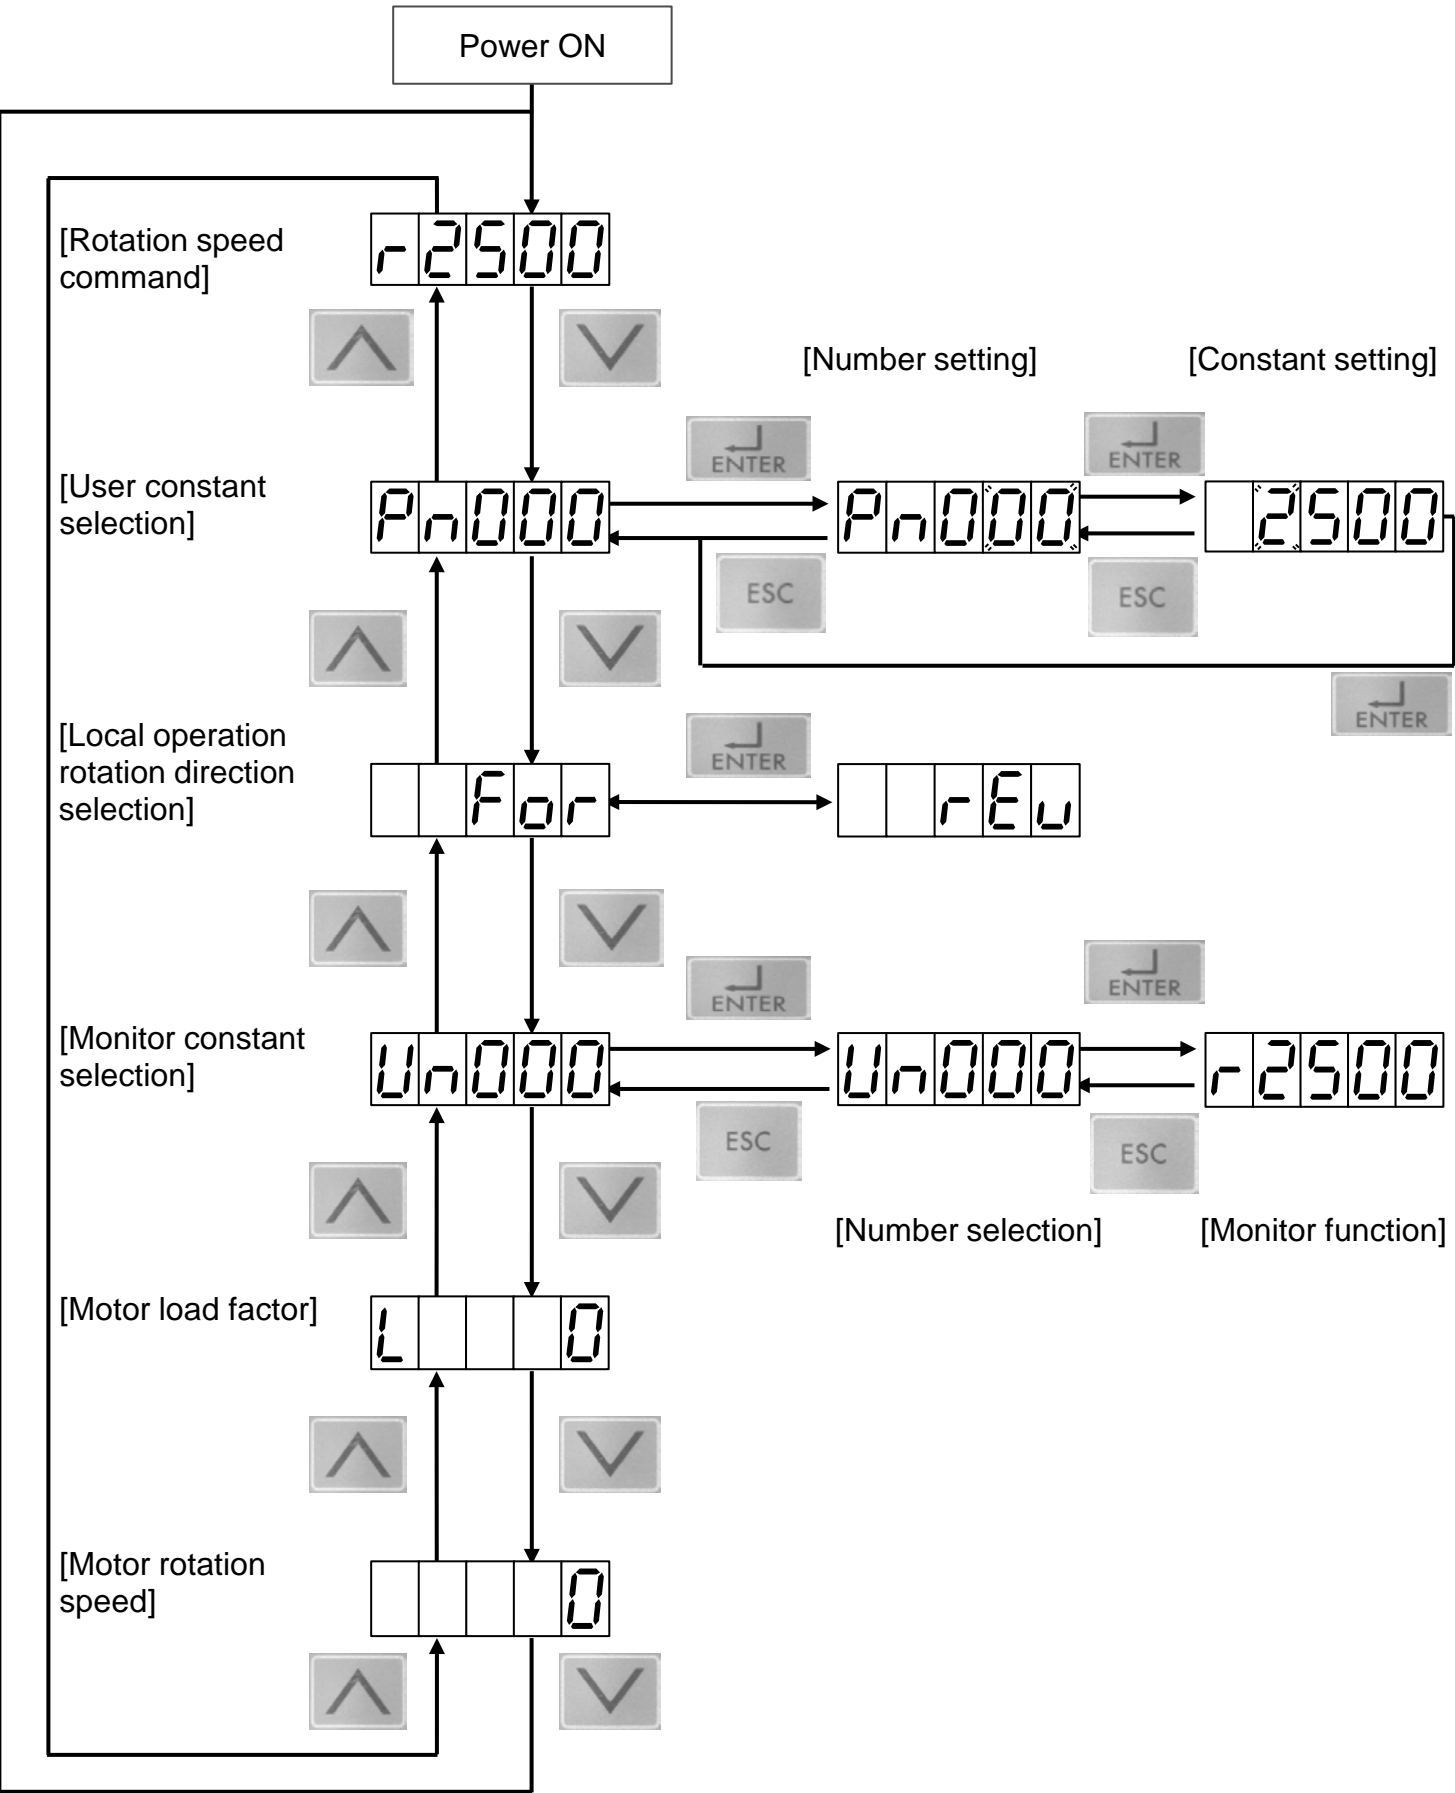 Power ON
[Rotation speed
command]
r2500
[Number setting]
[Constant setting]
ENTER
ENTER
[User constant
selection]
Pn000
Pn000
2500
ESC
ESC
ENTER
[Local operation
rotation direction
selection]
ENTER
For
rEv
ENTER
ENTER
[Monitor constant
selection]
Un000
Un000
r2500
ESC
ESC
[Number selection]
[Monitor function]
[Motor load factor]
L 0
[Motor rotation
speed]
0